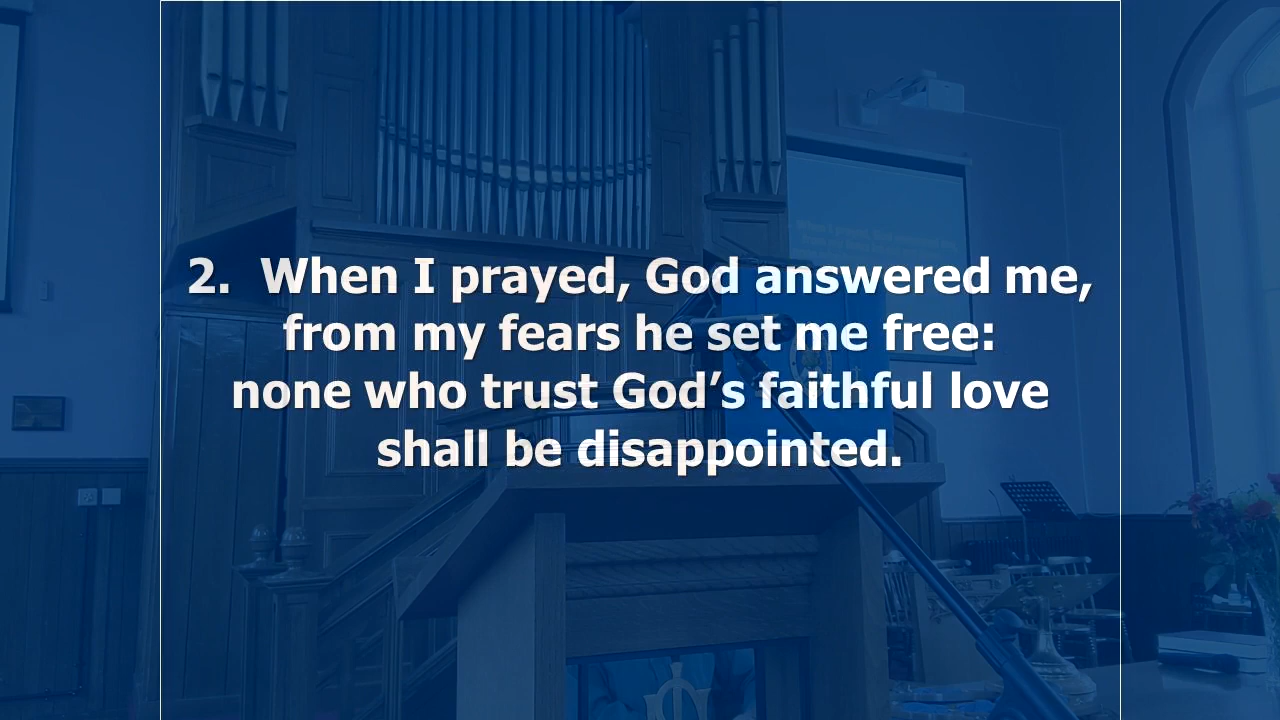 2. When I prayed, God answered me,
from my fears he set me free:
none who trust God’s faithful love
shall be disappointed.